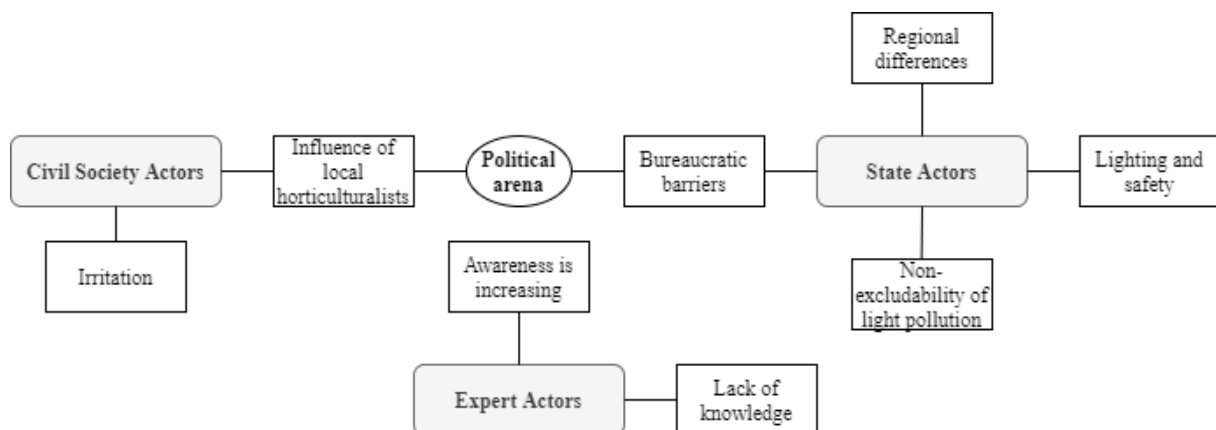 Regional
differences
Civil Society Actors
Influence of
local
horticulturalists
Political
arena
Bureaucratic
barriers
State Actors
Lighting and
safety
Irritation
Awareness is
increasing
Non-
excludability of
light pollution
Expert Actors
Lack of
knowledge